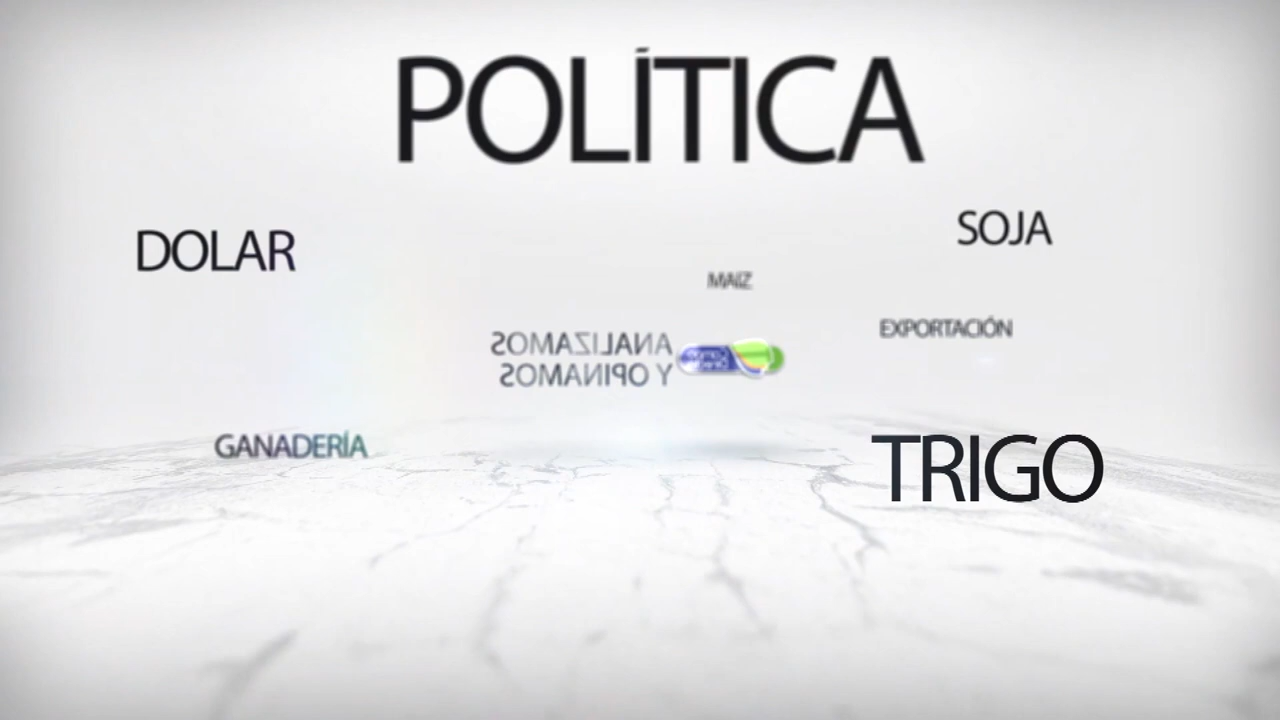 POLÍTICA
DOLAR
SOJA
MAIZ
EXPORTACIÓN
ANALIZAMOS
Y OPINAMOS
GANADERÍA
TRIGO